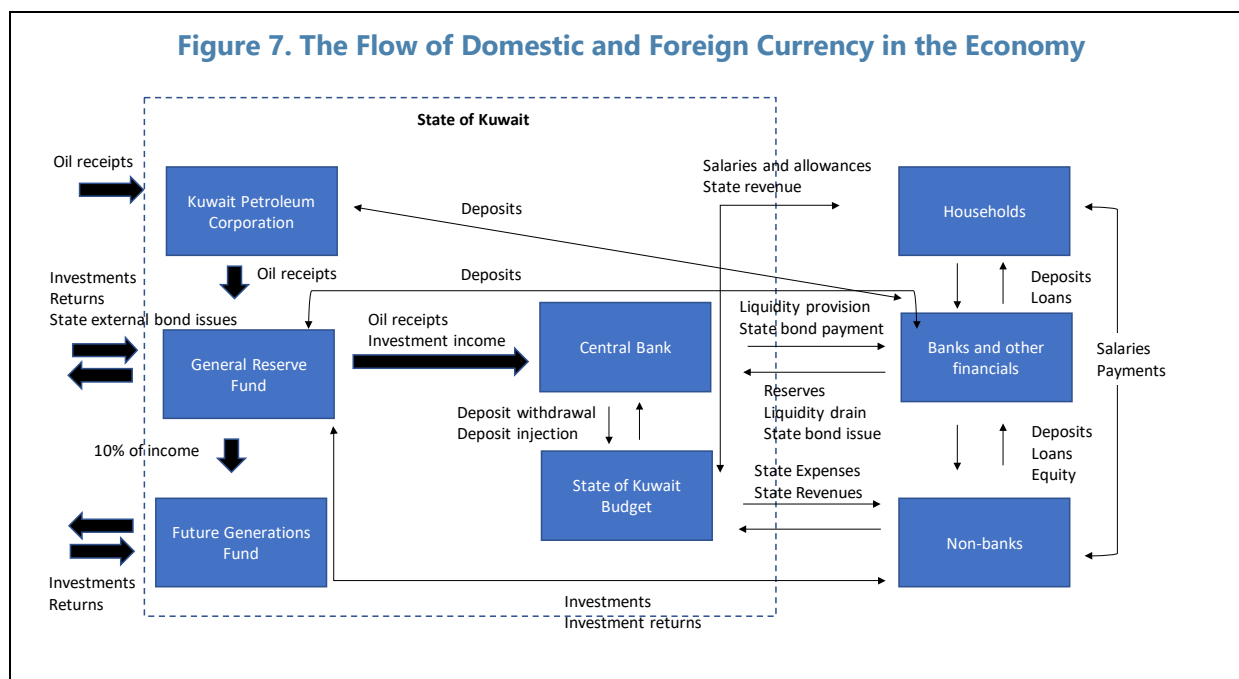 Figure 7. The Flow of Domestic and Foreign Currency in the Economy
State of Kuwait
Oil receipts
Kuwait Petroleum
Corporation
Deposits
Salaries and allowances
State revenue
Households
Investments
Returns
State external bond issues
Oil receipts
Deposits
Deposits
Loans
General Reserve
Fund
Oil receipts
Investment income
Central Bank
Liquidity provision
State bond payment
Banks and other
financials
Salaries
Payments
Reserves
Liquidity drain
State bond issue
Deposit withdrawal
Deposit injection
10% of income
Deposits
Loans
Equity
State of Kuwait
Budget
State Expenses
State Revenues
Future Generations
Fund
Non-banks
Investments
Returns
Investments
Investment returns